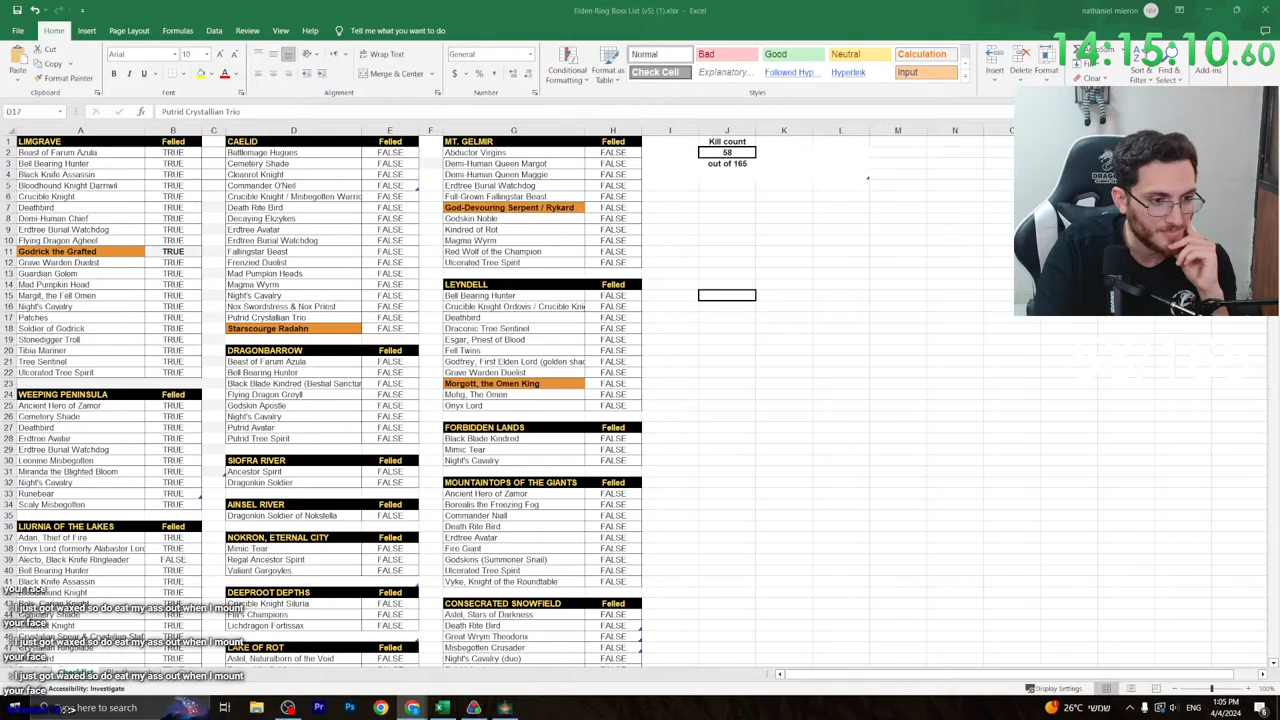 Elden Ring Boss List (v5) (1).xlsx - Excel
nathaniel mieron NM
File Home Insert Page Layout Formulas Data Review View Help Tell me what you want to do
14:15:10.60
Paste Cut Copy Format Painter Clipboard
Arial 10 Font
Wrap Text Merge & Center Alignment
General Number
Conditional Formatting Format as Table
Normal Bad Good Neutral Calculation
Check Cell Explanatory... Followed Hyp... Hyperlink Input
Styles
Insert Delete Format Clear Sort & Filter Find & Select Add-ins
D17 Putrid Crystallian Trio
A B C D E F G H I J K L M N O
LIMGRAVE Felled
Beast of Farum Azula TRUE
Bell Bearing Hunter TRUE
Black Knife Assassin TRUE
Bloodhound Knight Darriwil TRUE
Crucible Knight TRUE
Deathbird TRUE
Demi-Human Chief TRUE
Erdtree Burial Watchdog TRUE
Flying Dragon Agheel TRUE
Godrick the Grafted TRUE
Grave Warden Duelist TRUE
Guardian Golem TRUE
Mad Pumpkin Head TRUE
Margit, the Fell Omen TRUE
Night's Cavalry TRUE
Patches TRUE
Soldier of Godrick TRUE
Stonedigger Troll TRUE
Tibia Mariner TRUE
Tree Sentinel TRUE
Ulcerated Tree Spirit TRUE
WEEPING PENINSULA Felled
Ancient Hero of Zamor TRUE
Cemetery Shade TRUE
Deathbird TRUE
Erdtree Avatar TRUE
Erdtree Burial Watchdog TRUE
Leonine Misbegotten TRUE
Miranda the Blighted Bloom TRUE
Night's Cavalry TRUE
Runebear TRUE
Scaly Misbegotten TRUE
LIURNIA OF THE LAKES Felled
Adan, Thief of Fire TRUE
Onyx Lord (formerly Alabaster Lord TRUE
Alecto, Black Knife Ringleader FALSE
Bell Bearing Hunter TRUE
Black Knife Assassin TRUE
CAELID Felled
Battlemage Hugues FALSE
Cemetery Shade FALSE
Cleanrot Knight FALSE
Commander O'Neil FALSE
Crucible Knight / Misbegotten Warric FALSE
Death Rite Bird FALSE
Decaying Ekzykes FALSE
Erdtree Avatar FALSE
Erdtree Burial Watchdog FALSE
Fallingstar Beast FALSE
Frenzied Duelist FALSE
Mad Pumpkin Heads FALSE
Magma Wyrm FALSE
Night's Cavalry FALSE
Nox Swordstress & Nox Priest FALSE
Putrid Crystallian Trio FALSE
Starscourge Radahn FALSE
DRAGONBARROW Felled
Beast of Farum Azula FALSE
Bell Bearing Hunter FALSE
Black Blade Kindred (Bestial Sanctum FALSE
Flying Dragon Greyll FALSE
Godskin Apostle FALSE
Night's Cavalry FALSE
Putrid Avatar FALSE
Putrid Tree Spirit FALSE
SIOFRA RIVER Felled
Ancestor Spirit FALSE
Dragonkin Soldier FALSE
AINSEL RIVER Felled
Dragonkin Soldier of Nokstella FALSE
NOKRON, ETERNAL CITY Felled
Mimic Tear FALSE
Regal Ancestor Spirit FALSE
Valiant Gargoyles FALSE
DEEPROOT DEPTHS Felled
Crucible Knight Siluria FALSE
Fia's Champions FALSE
Lichdragon Fortissax FALSE
LAKE OF ROT Felled
Astel, Naturalborn of the Void FALSE
MT. GELMIR Felled
Abductor Virgins FALSE
Demi-Human Queen Margot FALSE
Demi-Human Queen Maggie FALSE
Erdtree Burial Watchdog FALSE
Full-Grown Fallingstar Beast FALSE
God-Devouring Serpent / Rykard FALSE
Godskin Noble FALSE
Kindred of Rot FALSE
Magma Wyrm FALSE
Red Wolf of the Champion FALSE
Ulcerated Tree Spirit FALSE
LEYNDELL Felled
Bell Bearing Hunter FALSE
Crucible Knight Ordovis / Crucible Knig FALSE
Deathbird FALSE
Draconic Tree Sentinel FALSE
Esgar, Priest of Blood FALSE
Fell Twins FALSE
Godfrey, First Elden Lord (golden shad FALSE
Grave Warden Duelist FALSE
Morgott, the Omen King FALSE
Mohg, The Omen FALSE
Onyx Lord FALSE
FORBIDDEN LANDS Felled
Black Blade Kindred FALSE
Mimic Tear FALSE
Night's Cavalry FALSE
MOUNTAINTOPS OF THE GIANTS Felled
Ancient Hero of Zamor FALSE
Borealis the Freezing Fog FALSE
Commander Niall FALSE
Death Rite Bird FALSE
Erdtree Avatar FALSE
Fire Giant FALSE
Godskins (Summoner Snail) FALSE
Ulcerated Tree Spirit FALSE
Vyke, Knight of the Roundtable FALSE
CONSECRATED SNOWFIELD Felled
Astel, Stars of Darkness FALSE
Death Rite Bird FALSE
Great Wrym Theodorix FALSE
Misbegotten Crusader FALSE
Night's Cavalry (duo) FALSE
Kill count
58
out of 165
your face
I just got waxed so do eat my ass out when I mount
your face
I just got waxed so do eat my ass out when I mount
your face
I just got waxed so do eat my ass out when I mount
your face
Accessibility: Investigate
Display Settings 100%
here to search
26°C שמשי
ENG 1:05 PM
4/4/2024
6